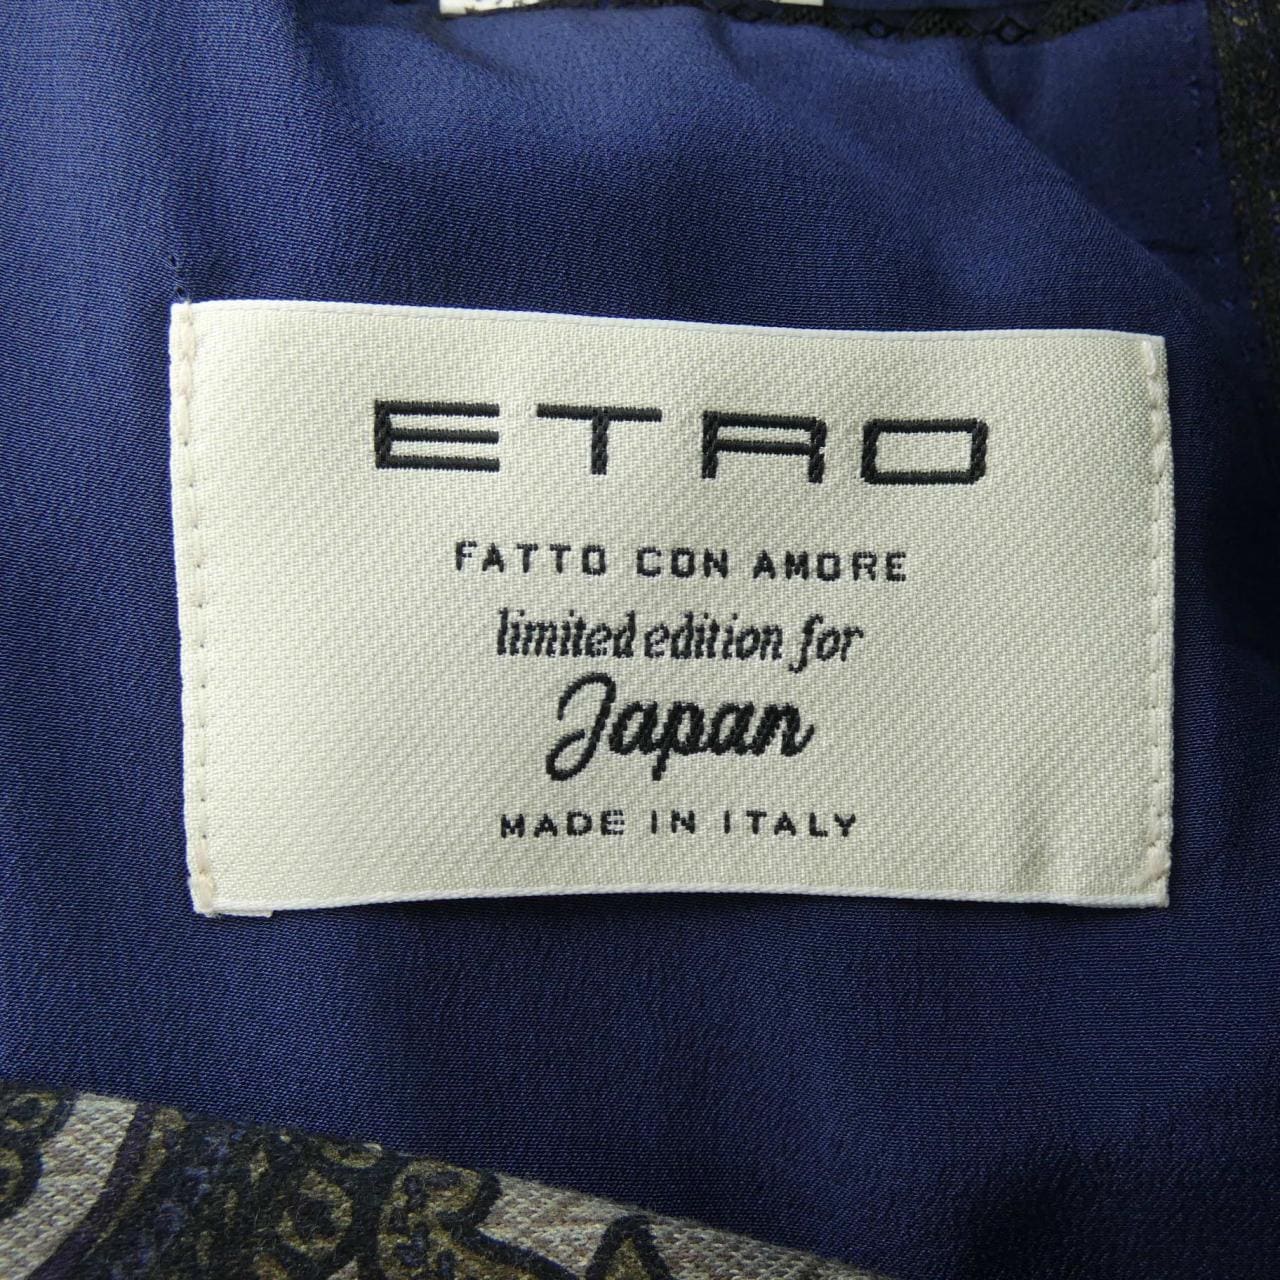 ETRO
FATTO CON AMORE
limited edition for
Japan
MADE IN ITALY